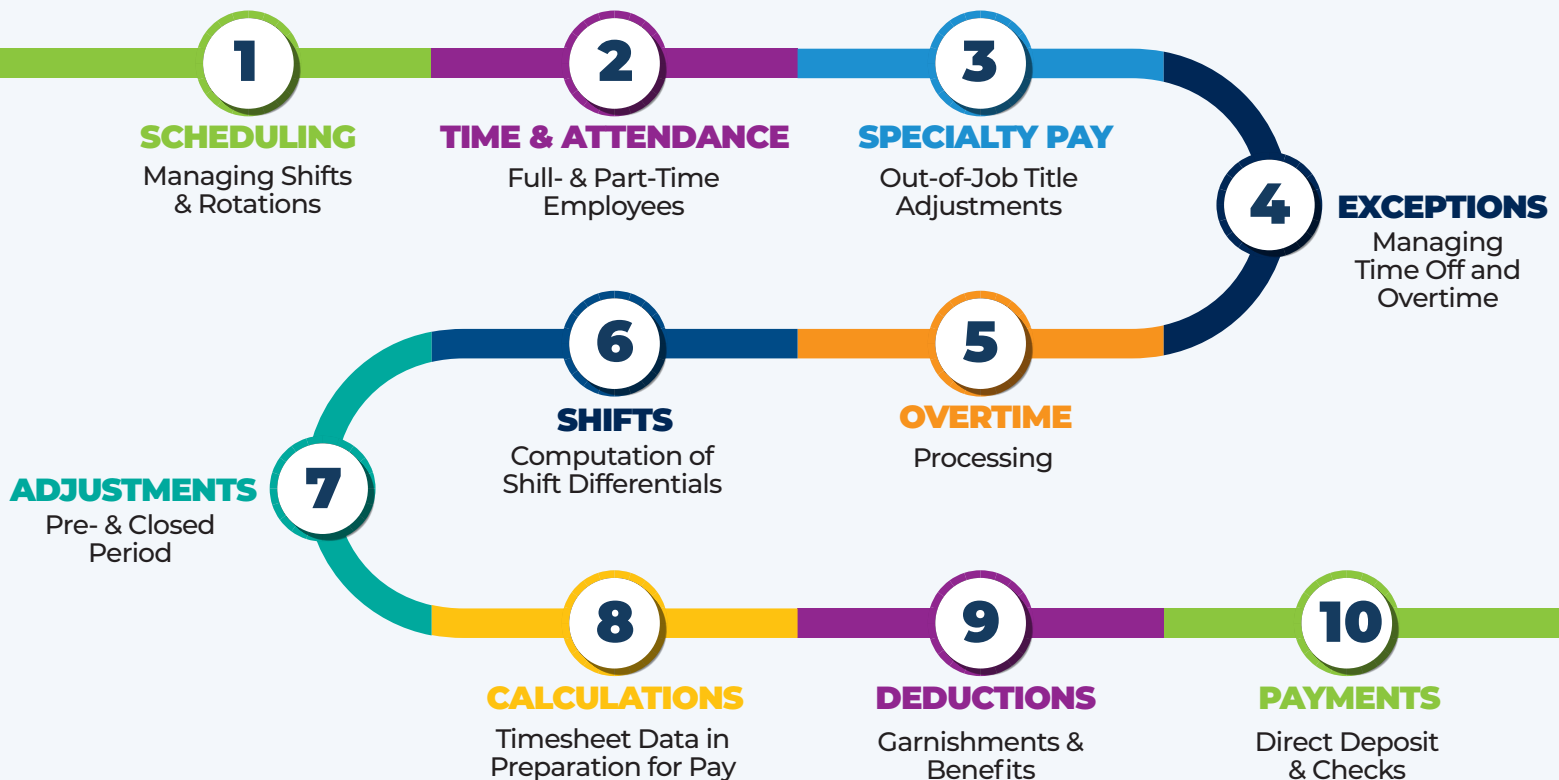 1
SCHEDULING
Managing Shifts
& Rotations
2
TIME & ATTENDANCE
Full- & Part-Time
Employees
3
SPECIALTY PAY
Out-of-Job Title
Adjustments
4
EXCEPTIONS
Managing
Time Off and
Overtime
5
OVERTIME
Processing
6
SHIFTS
Computation of
Shift Differentials
7
ADJUSTMENTS
Pre- & Closed
Period
8
CALCULATIONS
Timesheet Data in
Preparation for Pay
9
DEDUCTIONS
Garnishments &
Benefits
10
PAYMENTS
Direct Deposit
& Checks